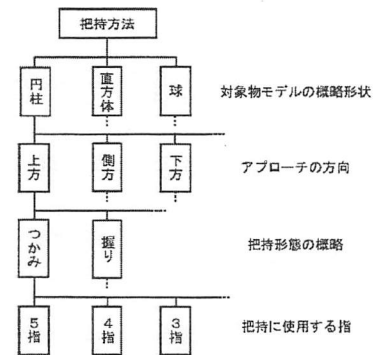 把持方法
円柱 直方体 球 対象物モデルの概略形状
上方 側方 下方 アプローチの方向
つかみ 握り 把持形態の概略
5指 4指 3指 把持に使用する指